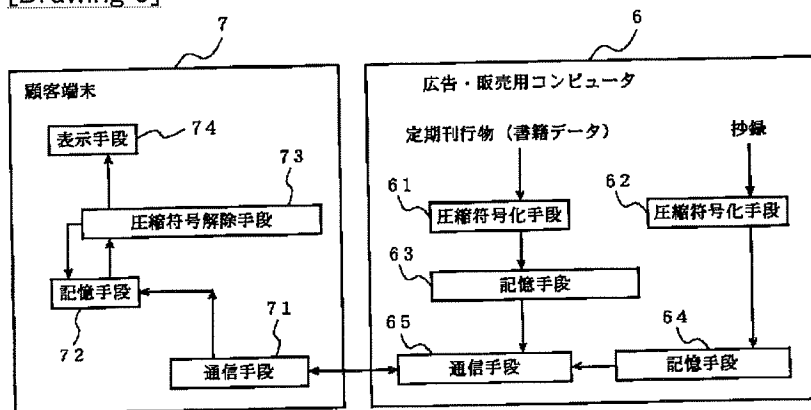 7
6
顧客端末
広告・販売用コンピュータ
表示手段
74
定期刊行物（書籍データ）
抄録
73
61
62
圧縮符号解除手段
圧縮符号化手段
圧縮符号化手段
63
記憶手段
記憶手段
72
71
65
64
通信手段
通信手段
記憶手段